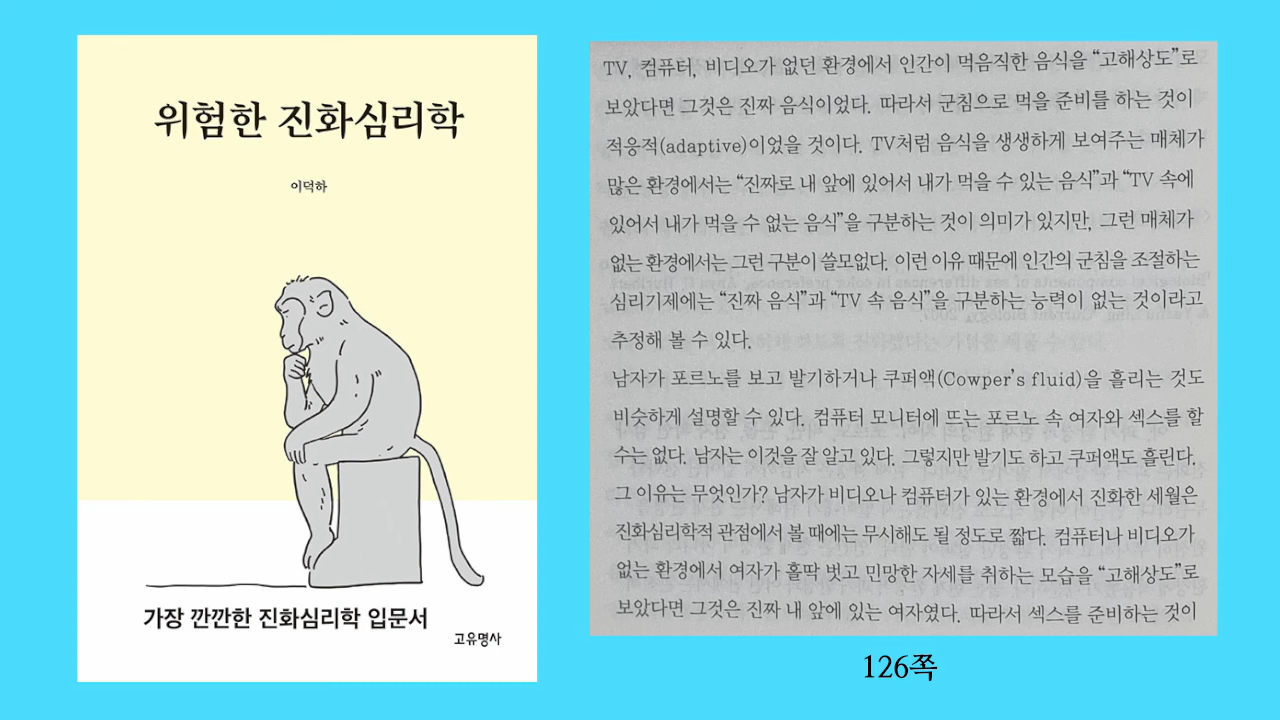 위험한 진화심리학
이덕하
가장 깐깐한 진화심리학 입문서
고유명사
TV, 컴퓨터, 비디오가 없던 환경에서 인간이 먹음직한 음식을 “고해상도”로
보았다면 그것은 진짜 음식이었다. 따라서 군침으로 먹을 준비를 하는 것이
적응적(adaptive)이었을 것이다. TV처럼 음식을 생생하게 보여주는 매체가
많은 환경에서는 “진짜로 내 앞에 있어서 내가 먹을 수 있는 음식”과 “TV 속에
있어서 내가 먹을 수 없는 음식”을 구분하는 것이 의미가 있지만, 그런 매체가
없는 환경에서는 그런 구분이 쓸모없다. 이런 이유 때문에 인간의 군침을 조절하는
심리기제에는 “진짜 음식”과 “TV 속 음식”을 구분하는 능력이 없는 것이라고
추정해 볼 수 있다.
남자가 포르노를 보고 발기하거나 쿠퍼액(Cowper’s fluid)을 흘리는 것도
비슷하게 설명할 수 있다. 컴퓨터 모니터에 뜨는 포르노 속 여자와 섹스를 할
수는 없다. 남자는 이것을 잘 알고 있다. 그렇지만 발기도 하고 쿠퍼액도 흘린다.
그 이유는 무엇인가? 남자가 비디오나 컴퓨터가 있는 환경에서 진화한 세월은
진화심리학적 관점에서 볼 때에는 무시해도 될 정도로 짧다. 컴퓨터나 비디오가
없는 환경에서 여자가 홀딱 벗고 민망한 자세를 취하는 모습을 “고해상도”로
보았다면 그것은 진짜 내 앞에 있는 여자였다. 따라서 섹스를 준비하는 것이
126쪽